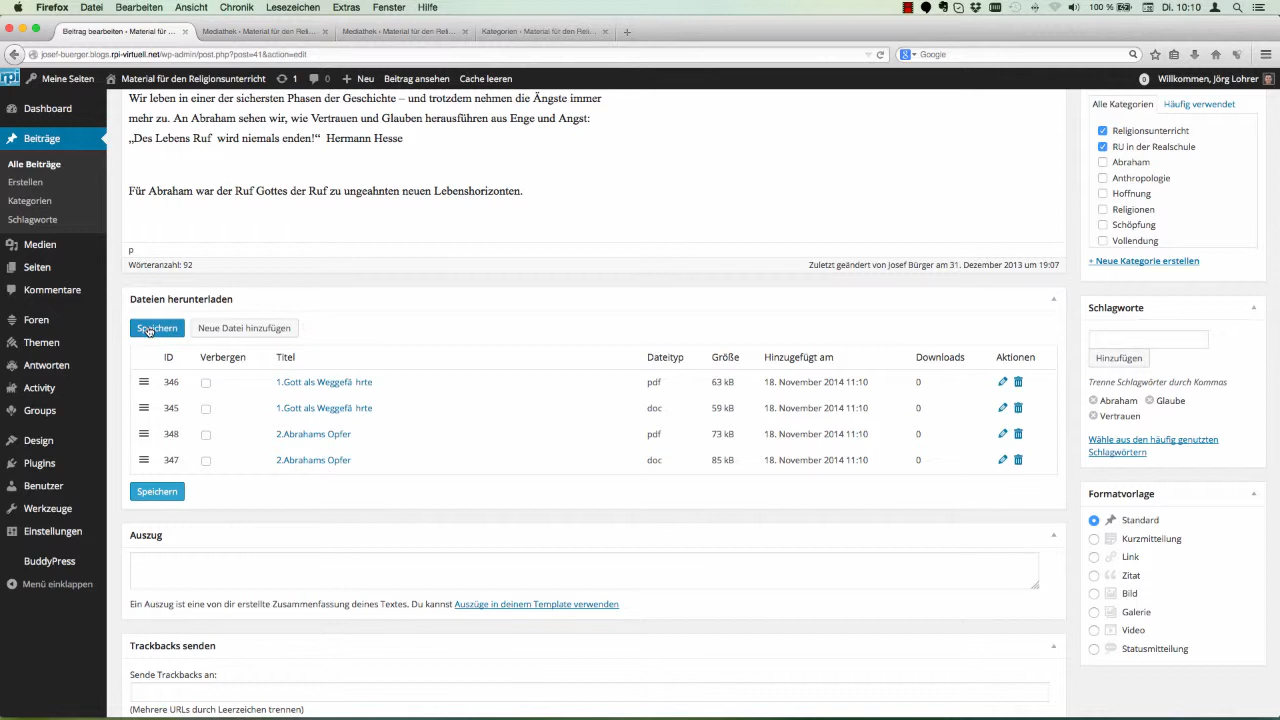 Firefox Datei Bearbeiten Ansicht Chronik Lesezeichen Extras Fenster Hilfe 100 % Di. 10:10
Beitrag bearbeiten ‹ Material für ... Mediathek ‹ Material für den Reli... Mediathek ‹ Material für den Reli... Kategorien ‹ Material für den Reli...
josef-buerger.blogs.rpi-virtuell.net/wp-admin/post.php?post=41&action=edit Google
rpi Meine Seiten Material für den Religionsunterricht 1 0 Neu Beitrag ansehen Cache leeren 0 Willkommen, Jörg Lohrer
Dashboard
Beiträge
Alle Beiträge
Erstellen
Kategorien
Schlagworte
Medien
Seiten
Kommentare
Foren
Themen
Antworten
Activity
Groups
Design
Plugins
Benutzer
Werkzeuge
Einstellungen
BuddyPress
Menü einklappen
Wir leben in einer der sichersten Phasen der Geschichte – und trotzdem nehmen die Ängste immer
mehr zu. An Abraham sehen wir, wie Vertrauen und Glauben herausführen aus Enge und Angst:
„Des Lebens Ruf wird niemals enden!“ Hermann Hesse
Für Abraham war der Ruf Gottes der Ruf zu ungeahnten neuen Lebenshorizonten.
p
Wörteranzahl: 92 Zuletzt geändert von Josef Bürger am 31. Dezember 2013 um 19:07
Dateien herunterladen
Speichern Neue Datei hinzufügen
ID Verbergen Titel Dateityp Größe Hinzugefügt am Downloads Aktionen
346 1.Gott als Weggefä hrte pdf 63 kB 18. November 2014 11:10 0
345 1.Gott als Weggefä hrte doc 59 kB 18. November 2014 11:10 0
348 2.Abrahams Opfer pdf 73 kB 18. November 2014 11:10 0
347 2.Abrahams Opfer doc 85 kB 18. November 2014 11:10 0
Speichern
Auszug
Ein Auszug ist eine von dir erstellte Zusammenfassung deines Textes. Du kannst Auszüge in deinem Template verwenden
Trackbacks senden
Sende Trackbacks an:
(Mehrere URLs durch Leerzeichen trennen)
Alle Kategorien Häufig verwendet
Religionsunterricht
RU in der Realschule
Abraham
Anthropologie
Hoffnung
Religionen
Schöpfung
Vollendung
+ Neue Kategorie erstellen
Schlagworte
Hinzufügen
Trenne Schlagwörter durch Kommas
Abraham Glaube
Vertrauen
Wähle aus den häufig genutzten
Schlagwörtern
Formatvorlage
Standard
Kurzmitteilung
Link
Zitat
Bild
Galerie
Video
Statusmitteilung